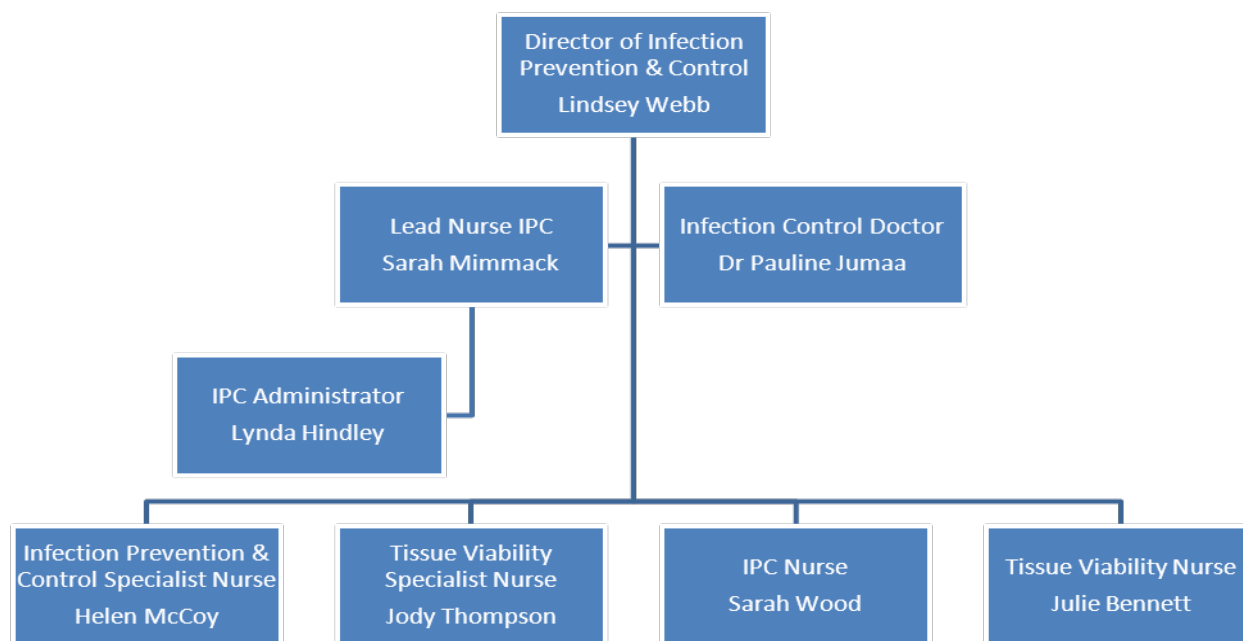 Director of Infection
Prevention & Control
Lindsey Webb
Lead Nurse IPC
Sarah Mimmack
Infection Control Doctor
Dr Pauline Jumaa
IPC Administrator
Lynda Hindley
Infection Prevention &
Control Specialist Nurse
Helen McCoy
Tissue Viability
Specialist Nurse
Jody Thompson
IPC Nurse
Sarah Wood
Tissue Viability Nurse
Julie Bennett